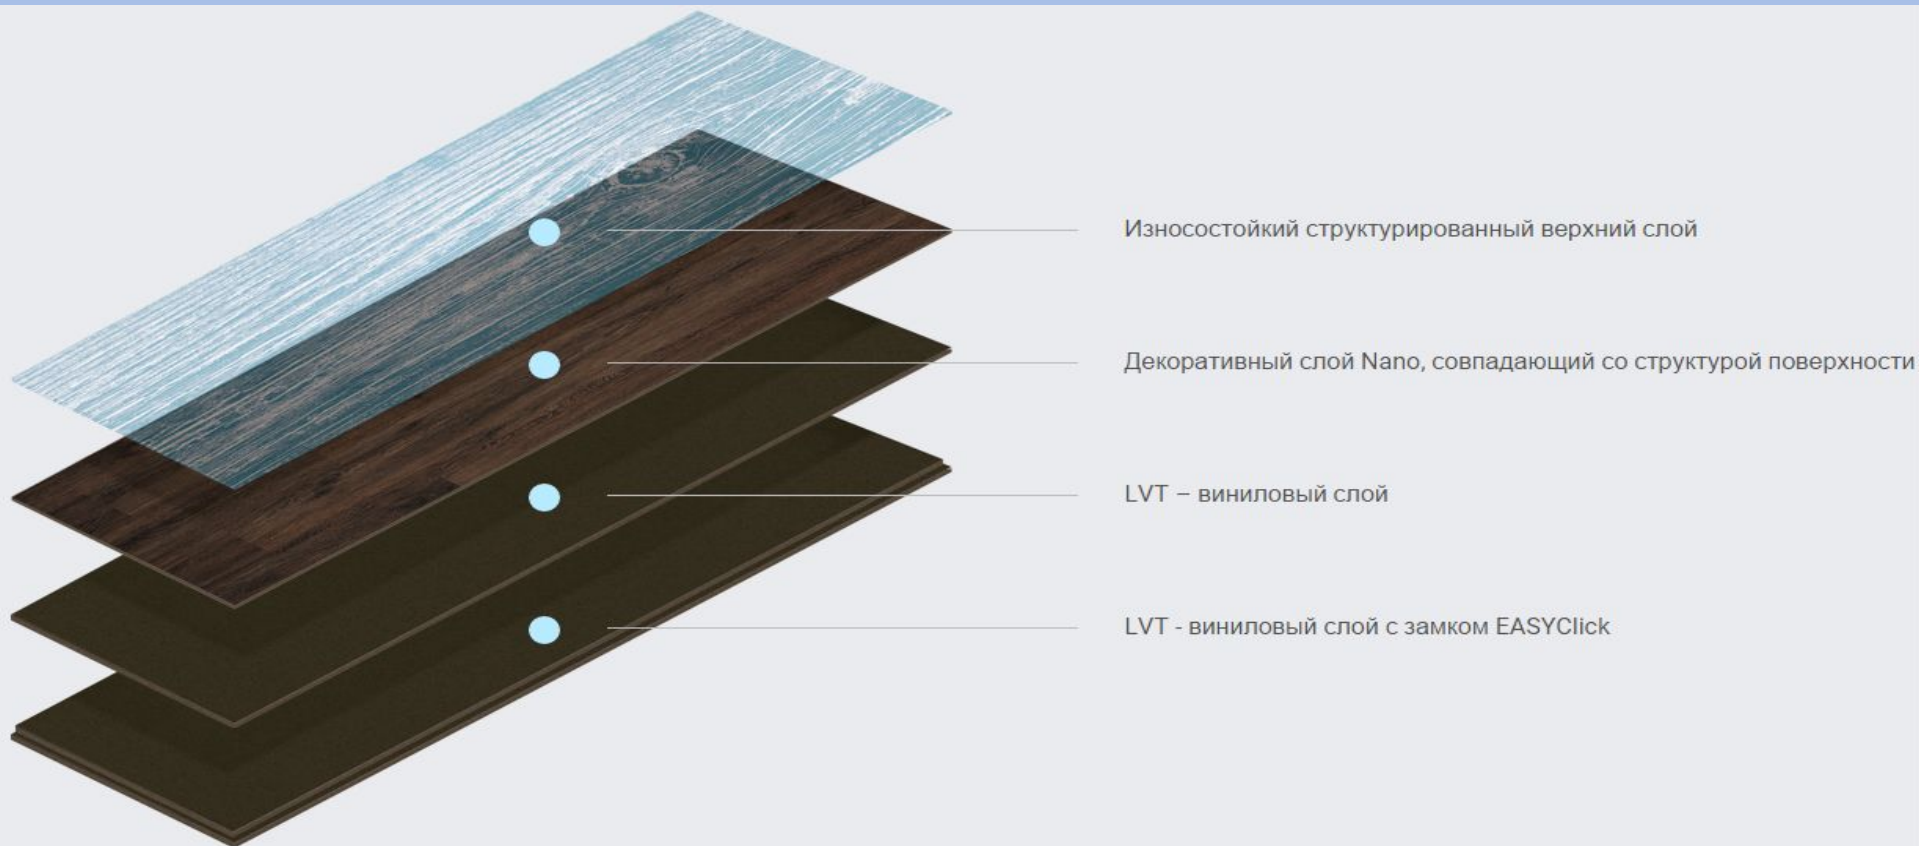 Износостойкий структурированный верхний слой
Декоративный слой Nano, совпадающий со структурой поверхности
LVT – виниловый слой
LVT - виниловый слой с замком EASYClick